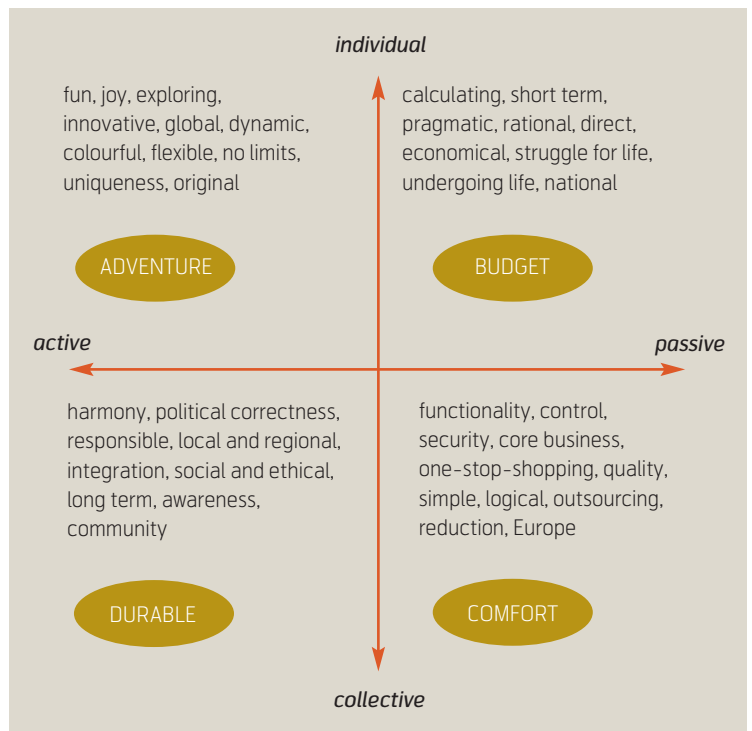 individual
fun, joy, exploring,
innovative, global, dynamic,
colourful, flexible, no limits,
uniqueness, original
calculating, short term,
pragmatic, rational, direct,
economical, struggle for life,
undergoing life, national
ADVENTURE
BUDGET
active
passive
harmony, political correctness,
responsible, local and regional,
integration, social and ethical,
long term, awareness,
community
functionality, control,
security, core business,
one-stop-shopping, quality,
simple, logical, outsourcing,
reduction, Europe
DURABLE
COMFORT
collective